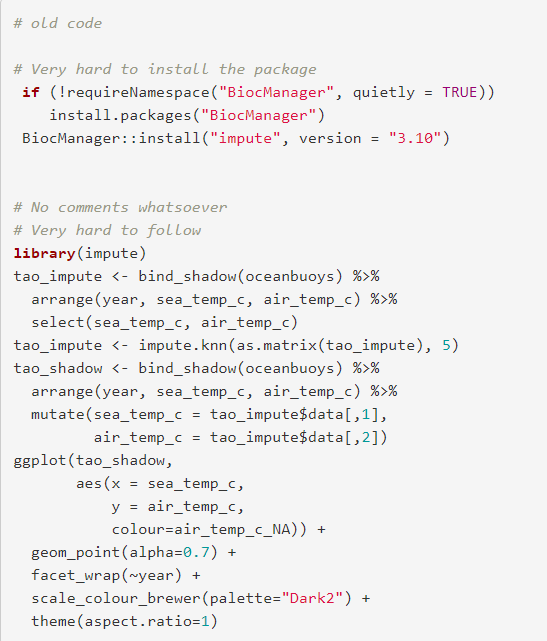 # old code
# Very hard to install the package
if (!requireNamespace("BiocManager", quietly = TRUE))
install.packages("BiocManager")
BiocManager::install("impute", version = "3.10")
# No comments whatsoever
# Very hard to follow
library(impute)
tao_impute <- bind_shadow(oceanbuoys) %>%
arrange(year, sea_temp_c, air_temp_c) %>%
select(sea_temp_c, air_temp_c)
tao_impute <- impute.knn(as.matrix(tao_impute), 5)
tao_shadow <- bind_shadow(oceanbuoys) %>%
arrange(year, sea_temp_c, air_temp_c) %>%
mutate(sea_temp_c = tao_impute$data[,1],
air_temp_c = tao_impute$data[,2])
ggplot(tao_shadow,
aes(x = sea_temp_c,
y = air_temp_c,
colour=air_temp_c_NA)) +
geom_point(alpha=0.7) +
facet_wrap(~year) +
scale_colour_brewer(palette="Dark2") +
theme(aspect.ratio=1)